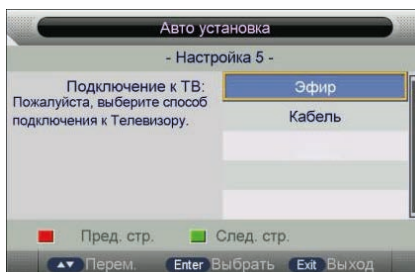 Авто установка
- Настройка 5 -
Подключение к ТВ:
Пожалуйста, выберите способ
подключения к Телевизору.
Эфир
Кабель
Пред. стр. След. стр.
Перем. Enter Выбрать Exit Выход